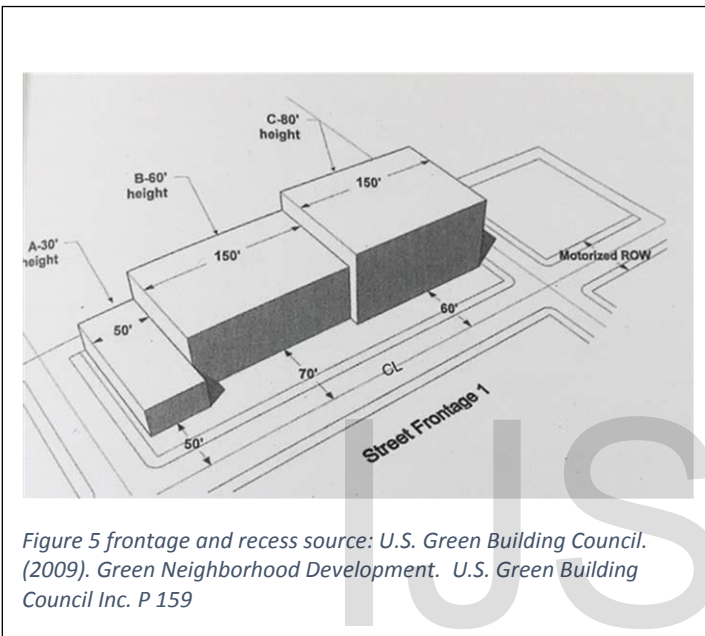 C-80'
height
150'
B-60'
height
150'
A-30'
height
50'
Motorized ROW
60'
70'
CL
50'
Street Frontage 1
IJS
Figure 5 frontage and recess source: U.S. Green Building Council.
(2009). Green Neighborhood Development. U.S. Green Building
Council Inc. P 159